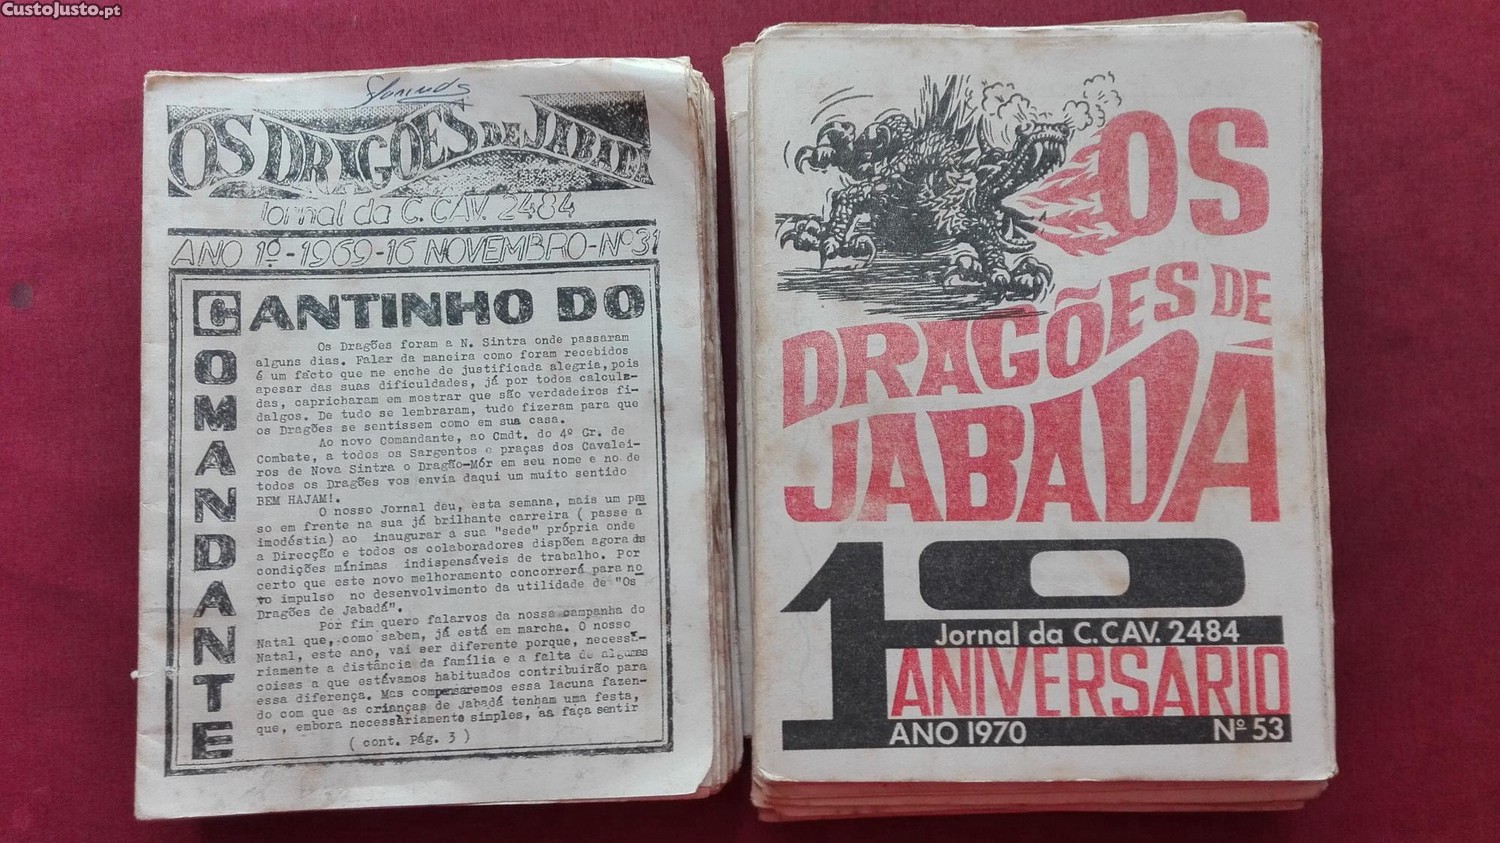 CustoJusto.pt
OS DRAGÕES DE JABADÁ
Jornal da C. CAV. 2484
ANO 1º-1969-16 NOVEMBRO-Nº31
CANTINHO DO
COMANDANTE
Os Dragões foram a N. Sintra onde passaram
alguns dias. Falar da maneira como foram recebidos
é um facto que me enche de justificada alegria, pois
apesar das suas dificuldades, já por todos calcula-
das, capricharam em mostrar que são verdadeiros fi-
dalgos. De tudo se lembraram, tudo fizeram para que
os Dragões se sentissem como em sua casa.
Ao novo Comandante, ao Cmdt. do 4º Gr. de
Combate, a todos os Sargentos e praças dos Cavalei-
ros de Nova Sintra o Dragão-Mór em seu nome e no de
todos os Dragões vos envia daqui um muito sentido
BEM HAJAM!.
O nosso Jornal deu, esta semana, mais um pas
so em frente na sua já brilhante carreira ( passe a
imodéstia) ao inaugurar a sua "sede" própria onde
a Direcção e todos os colaboradores dispõem agora das
condições mínimas indispensáveis de trabalho. Por
certo que este novo melhoramento concorrerá para no
vo impulso no desenvolvimento da utilidade de "Os
Dragões de Jabadá".
Por fim quero falarvos da nossa campanha do
Natal que, como sabem, já está em marcha. O nosso
Natal, este ano, vai ser diferente porque, necessá-
riamente a distância da família e a falta de algumas
coisas a que estávamos habituados contribuirão para
essa diferença. Mas compensaremos essa lacuna fazen-
do com que as crianças de Jabadá tenham uma festa,
que, embora necessáriamente simples, as faça sentir
( cont. Pág. 3 )
OS
DRAGÕES DE
JABADÁ
1º
Jornal da C.CAV. 2484
ANIVERSÁRIO
ANO 1970 Nº 53